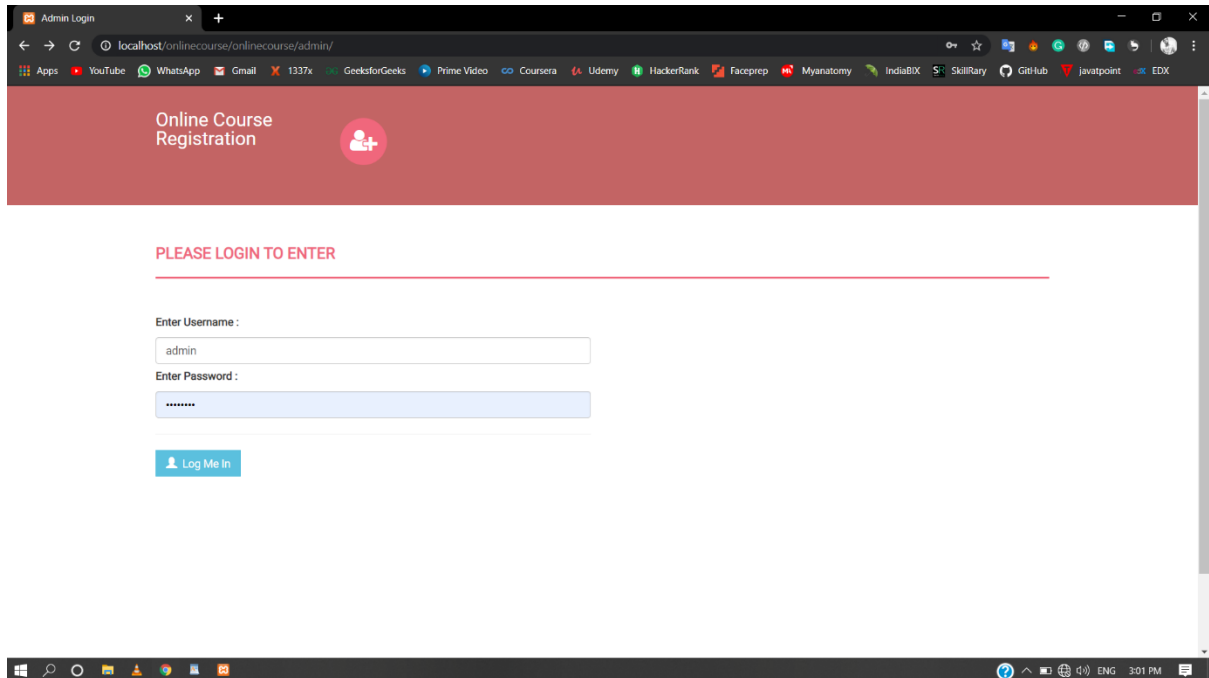 Admin Login
localhost/onlinecourse/onlinecourse/admin/
Apps YouTube WhatsApp Gmail 1337x GeeksforGeeks Prime Video Coursera Udemy HackerRank Faceprep Myanatomy IndiaBIX SkillRary GitHub javatpoint EDX
Online Course
Registration
PLEASE LOGIN TO ENTER
Enter Username :
admin
Enter Password :
••••••••
Log Me In
ENG 3:01 PM